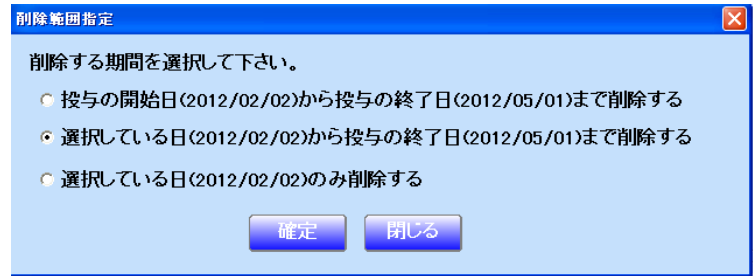 削除範囲指定
削除する期間を選択して下さい。
投与の開始日(2012/02/02)から投与の終了日(2012/05/01)まで削除する
選択している日(2012/02/02)から投与の終了日(2012/05/01)まで削除する
選択している日(2012/02/02)のみ削除する
確定 閉じる